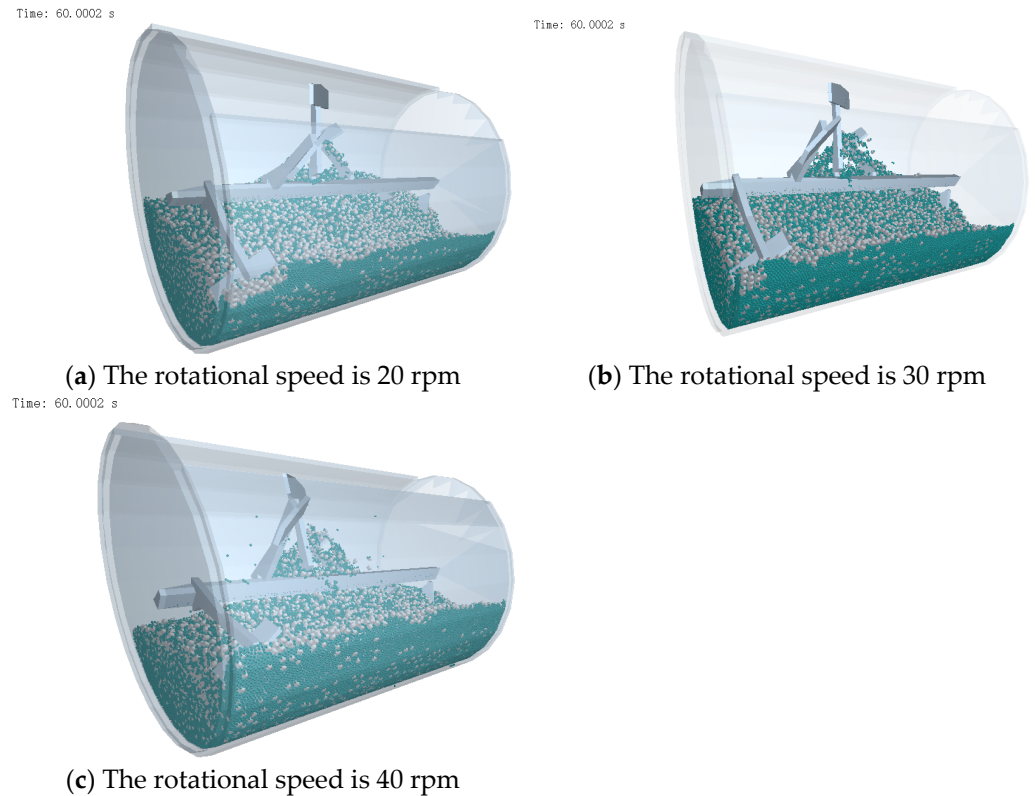 Time: 60.0002 s
Time: 60.0002 s
(a) The rotational speed is 20 rpm
(b) The rotational speed is 30 rpm
Time: 60.0002 s
(c) The rotational speed is 40 rpm